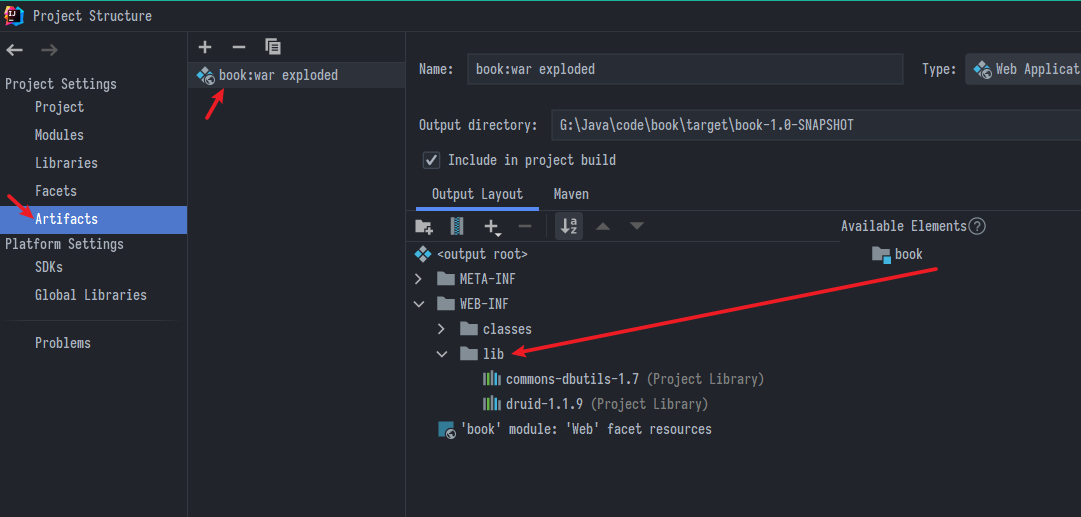 Project Structure
Project Settings
Project
Modules
Libraries
Facets
Artifacts
Platform Settings
SDKs
Global Libraries
Problems
book:war exploded
Name: book:war exploded Type: Web Applicat
Output directory: G:\Java\code\book\target\book-1.0-SNAPSHOT
Include in project build
Output Layout Maven
Available Elements ?
<output root>
book
META-INF
WEB-INF
classes
lib
commons-dbutils-1.7 (Project Library)
druid-1.1.9 (Project Library)
'book' module: 'Web' facet resources